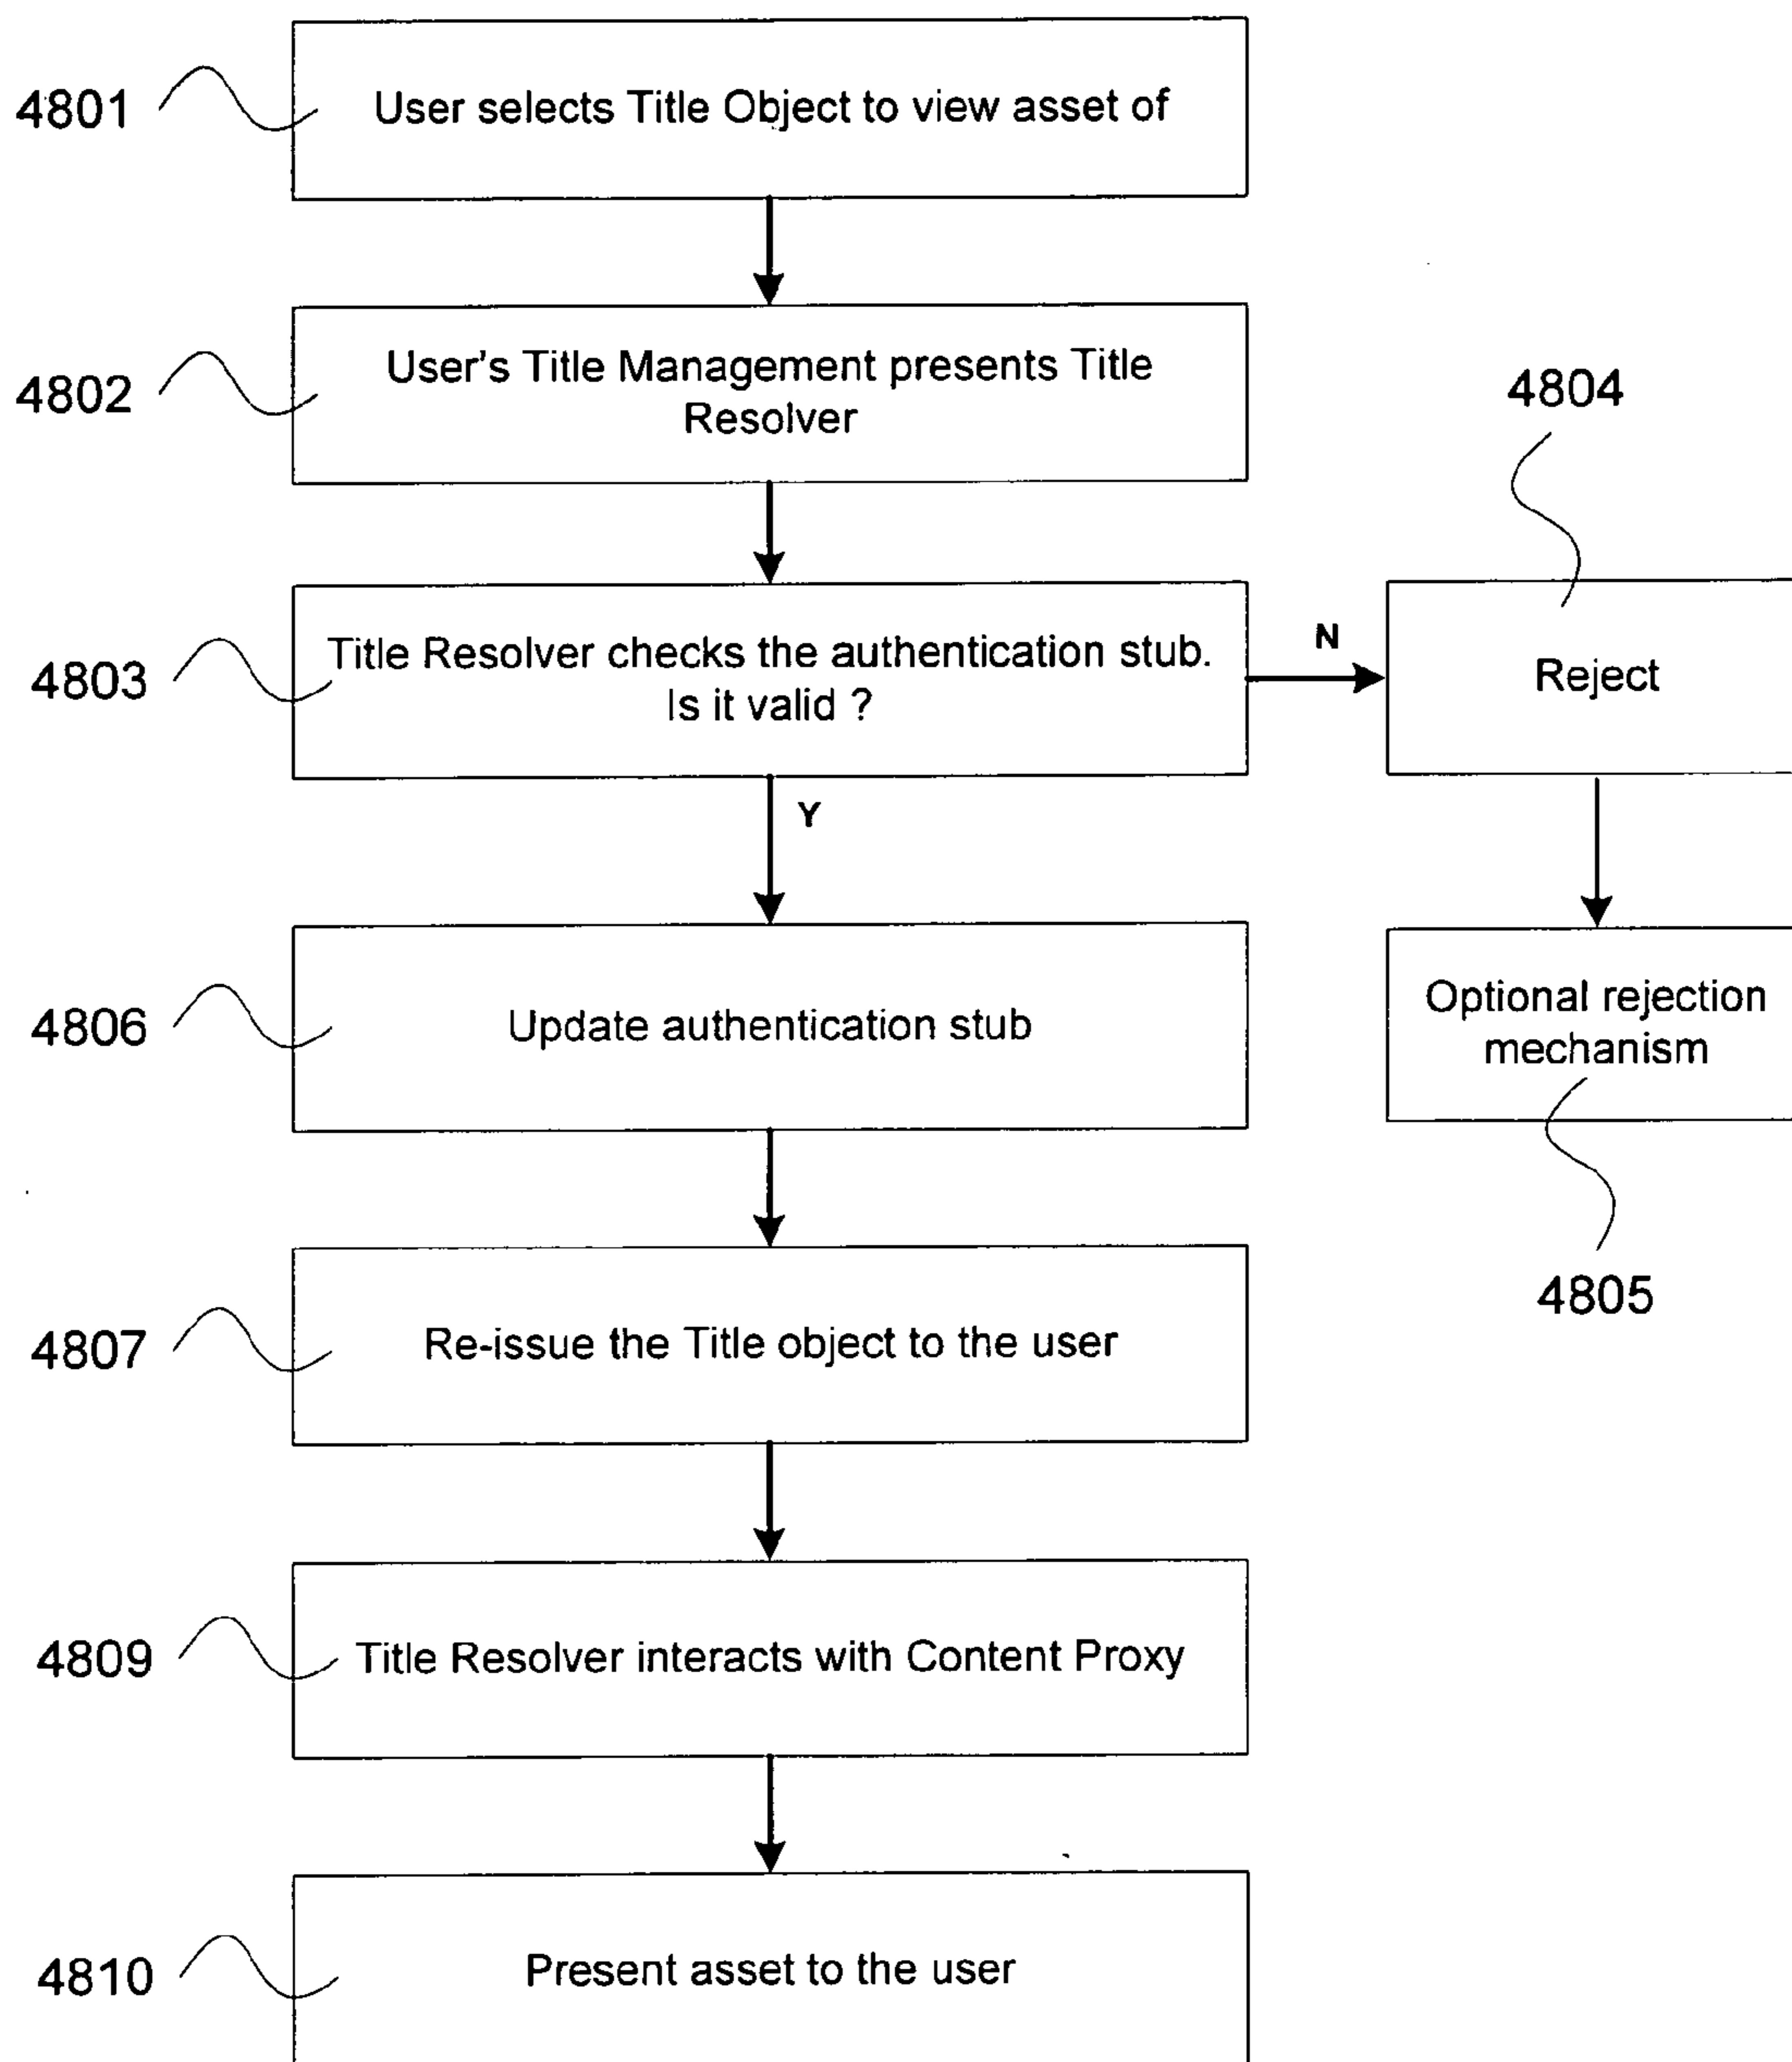 4801
User selects Title Object to view asset of
4802
User's Title Management presents Title
Resolver
4803
Title Resolver checks the authentication stub.
Is it valid ?
N
4804
Reject
Y
Optional rejection
mechanism
4805
4806
Update authentication stub
4807
Re-issue the Title object to the user
4809
Title Resolver interacts with Content Proxy
4810
Present asset to the user